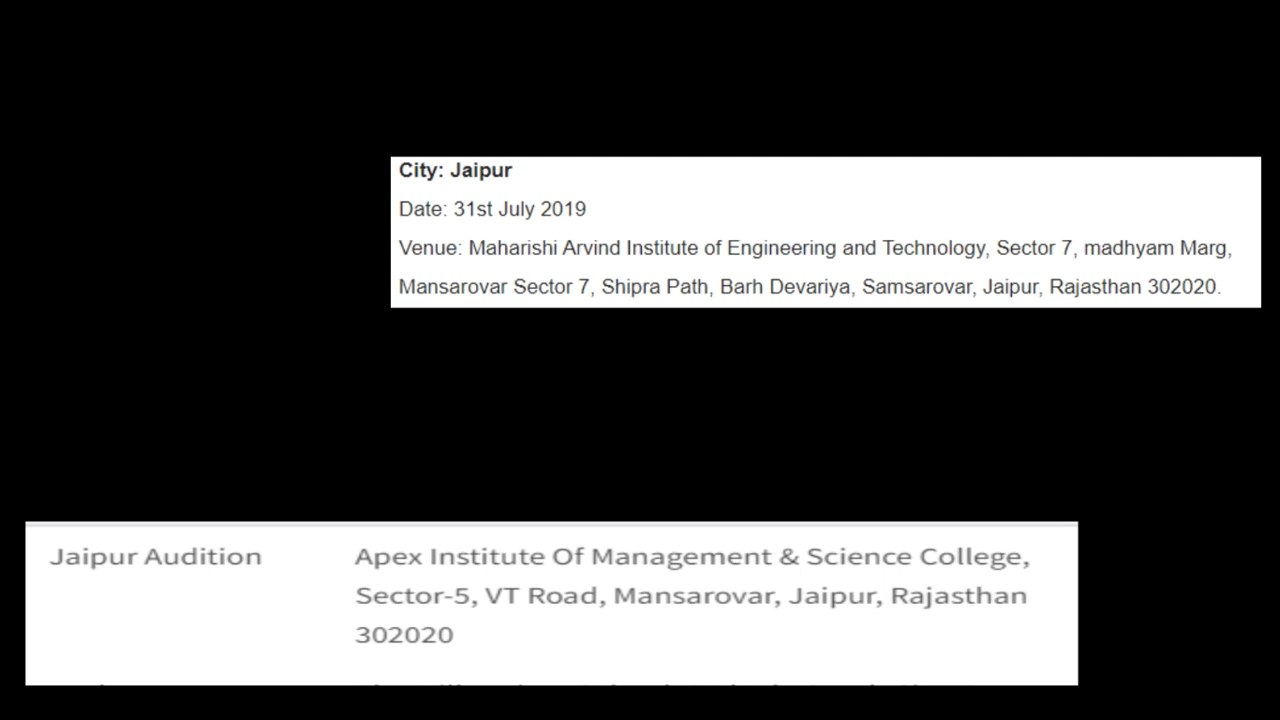 City: Jaipur
Date: 31st July 2019
Venue: Maharishi Arvind Institute of Engineering and Technology, Sector 7, madhyam Marg,
Mansarovar Sector 7, Shipra Path, Barh Devariya, Samsarovar, Jaipur, Rajasthan 302020.
Jaipur Audition Apex Institute Of Management & Science College,
Sector-5, VT Road, Mansarovar, Jaipur, Rajasthan
302020